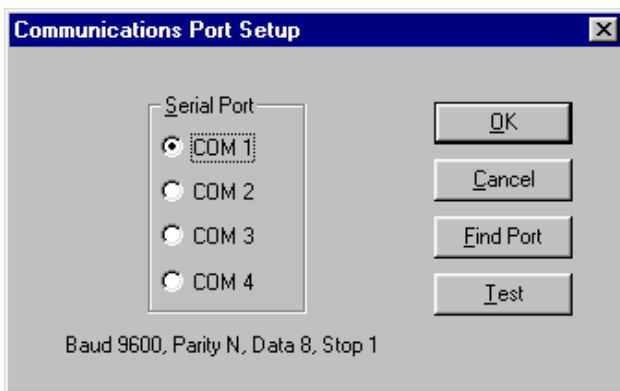 Communications Port Setup
Serial Port
COM 1
COM 2
COM 3
COM 4
OK
Cancel
Find Port
Test
Baud 9600, Parity N, Data 8, Stop 1